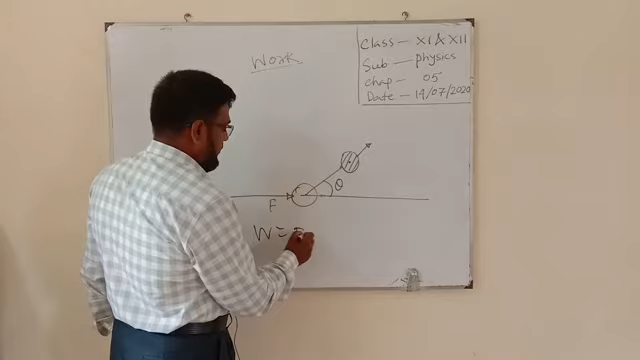 Work
Class — XI & XII
Sub — physics
Chap — 05
Date — 19/07/2020
θ
F
W =